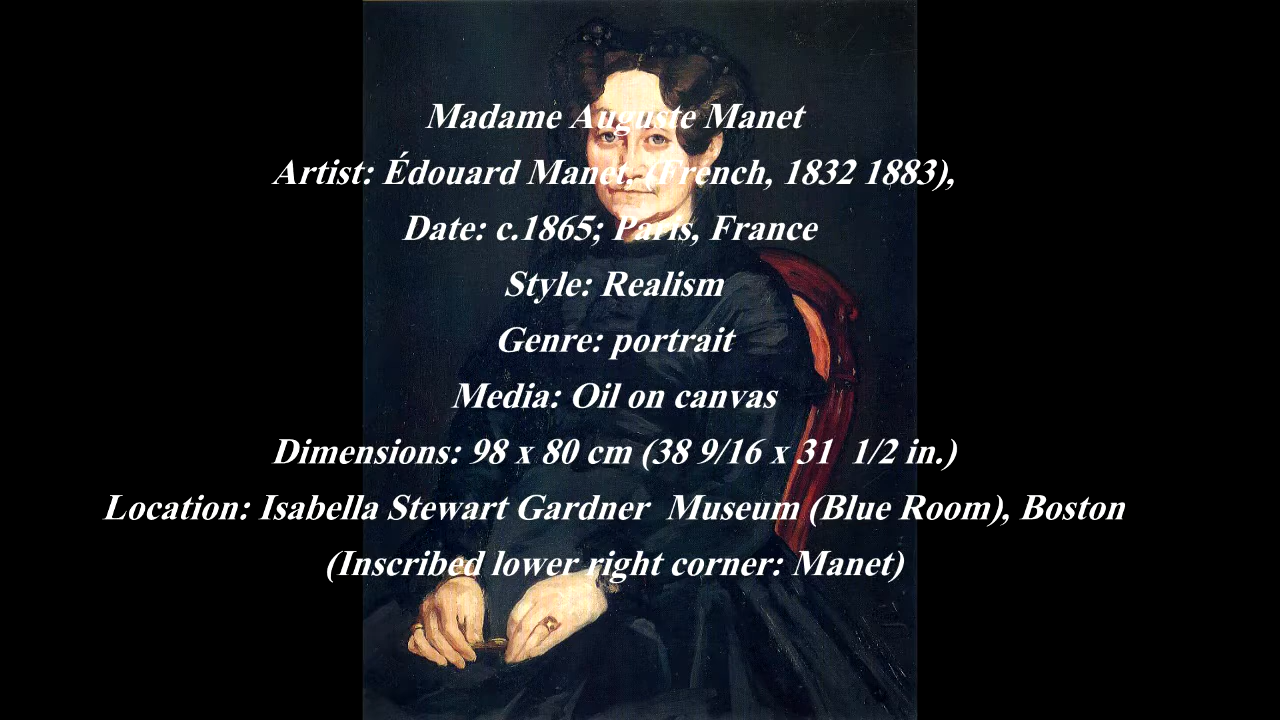 Madame Auguste Manet
Artist: Édouard Manet, (French, 1832 1883),
Date: c.1865; Paris, France
Style: Realism
Genre: portrait
Media: Oil on canvas
Dimensions: 98 x 80 cm (38 9/16 x 31  1/2 in.)
Location: Isabella Stewart Gardner  Museum (Blue Room), Boston
(Inscribed lower right corner: Manet)